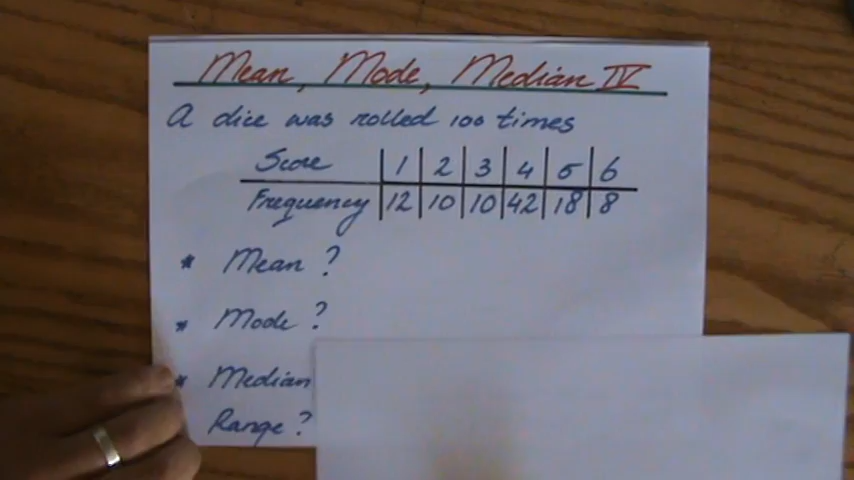 Mean, Mode, Median IV
A dice was rolled 100 times
Score 1 2 3 4 5 6
Frequency 12 10 10 42 18 8
* Mean ?
* Mode ?
* Median
Range ?